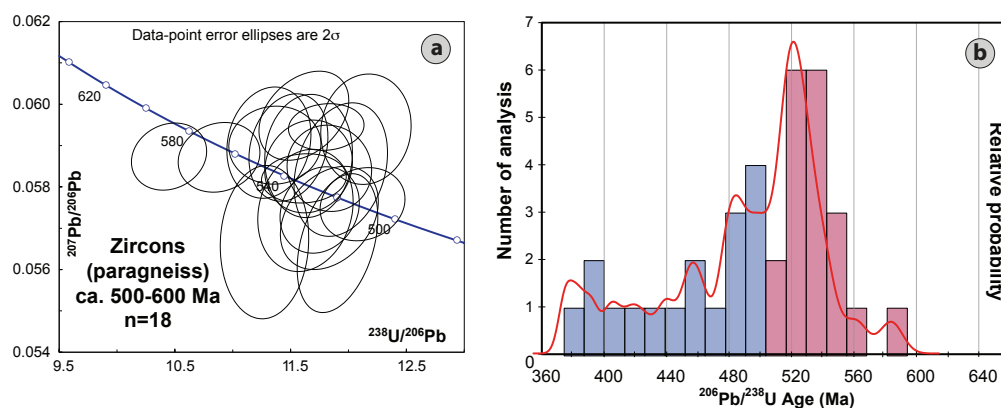 Data-point error ellipses are 2σ
a
0.062
0.060
0.058
0.056
0.054
²⁰⁷Pb/²⁰⁶Pb
620
580
540
500
Zircons
(paragneiss)
ca. 500-600 Ma
n=18
²³⁸U/²⁰⁶Pb
9.5
10.5
11.5
12.5
b
7
6
5
4
3
2
1
0
Number of analysis
Relative probability
360
400
440
480
520
560
600
640
²⁰⁶Pb/²³⁸U Age (Ma)